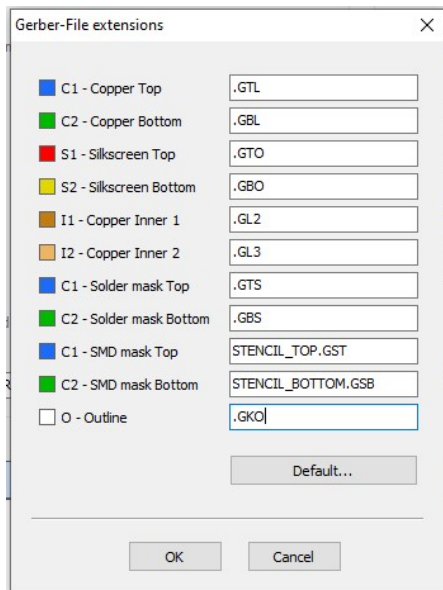 Gerber-File extensions
C1 - Copper Top .GTL
C2 - Copper Bottom .GBL
S1 - Silkscreen Top .GTO
S2 - Silkscreen Bottom .GBO
I1 - Copper Inner 1 .GL2
I2 - Copper Inner 2 .GL3
C1 - Solder mask Top .GTS
C2 - Solder mask Bottom .GBS
C1 - SMD mask Top STENCIL_TOP.GST
C2 - SMD mask Bottom STENCIL_BOTTOM.GSB
O - Outline .GKO
Default...
OK Cancel